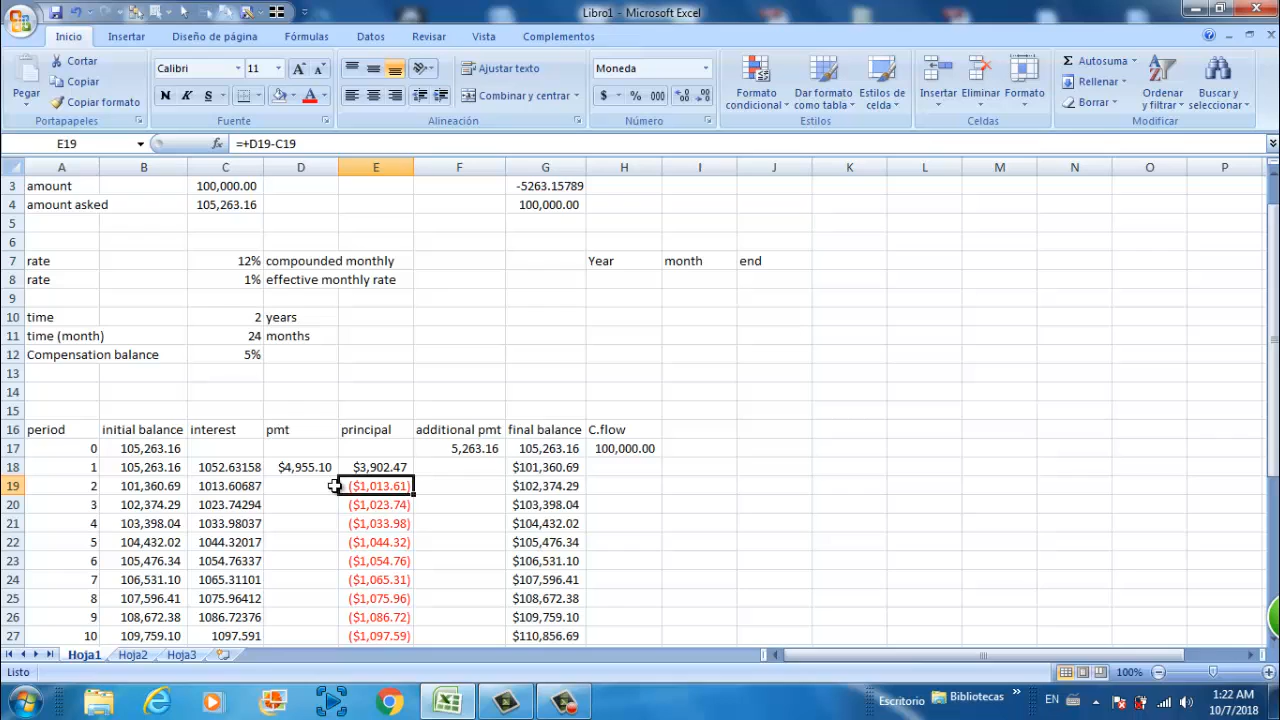 Libro1 - Microsoft Excel
Inicio Insertar Diseño de página Fórmulas Datos Revisar Vista Complementos
Pegar Cortar Copiar Copiar formato
Portapapeles
Calibri 11
N K S A A A
Fuente
Ajustar texto
Combinar y centrar
Alineación
Moneda
$ % 000
Número
Formato condicional Dar formato como tabla Estilos de celda
Estilos
Insertar Eliminar Formato
Celdas
Autosuma Rellenar Borrar
Ordenar y filtrar Buscar y seleccionar
Modificar
E19 fx =+D19-C19
A B C D E F G H I J K L M N O P
3 amount 100,000.00 -5263.15789
4 amount asked 105,263.16 100,000.00
5
6
7 rate 12% compounded monthly Year month end
8 rate 1% effective monthly rate
9
10 time 2 years
11 time (month) 24 months
12 Compensation balance 5%
13
14
15
16 period initial balance interest pmt principal additional pmt final balance C.flow
17 0 105,263.16 5,263.16 105,263.16 100,000.00
18 1 105,263.16 1052.63158 $4,955.10 $3,902.47 $101,360.69
19 2 101,360.69 1013.60687 ($1,013.61) $102,374.29
20 3 102,374.29 1023.74294 ($1,023.74) $103,398.04
21 4 103,398.04 1033.98037 ($1,033.98) $104,432.02
22 5 104,432.02 1044.32017 ($1,044.32) $105,476.34
23 6 105,476.34 1054.76337 ($1,054.76) $106,531.10
24 7 106,531.10 1065.31101 ($1,065.31) $107,596.41
25 8 107,596.41 1075.96412 ($1,075.96) $108,672.38
26 9 108,672.38 1086.72376 ($1,086.72) $109,759.10
27 10 109,759.10 1097.591 ($1,097.59) $110,856.69
Hoja1 Hoja2 Hoja3
Listo 100%
Escritorio Bibliotecas EN 1:22 AM
10/7/2018